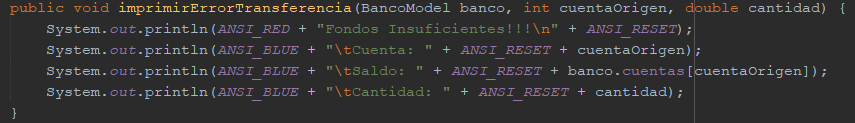 public void imprimirErrorTransferencia(BancoModel banco, int cuentaOrigen, double cantidad) {
System.out.println(ANSI_RED + "Fondos Insuficientes!!!\n" + ANSI_RESET);
System.out.println(ANSI_BLUE + "\tCuenta: " + ANSI_RESET + cuentaOrigen);
System.out.println(ANSI_BLUE + "\tSaldo: " + ANSI_RESET + banco.cuentas[cuentaOrigen]);
System.out.println(ANSI_BLUE + "\tCantidad: " + ANSI_RESET + cantidad);
}